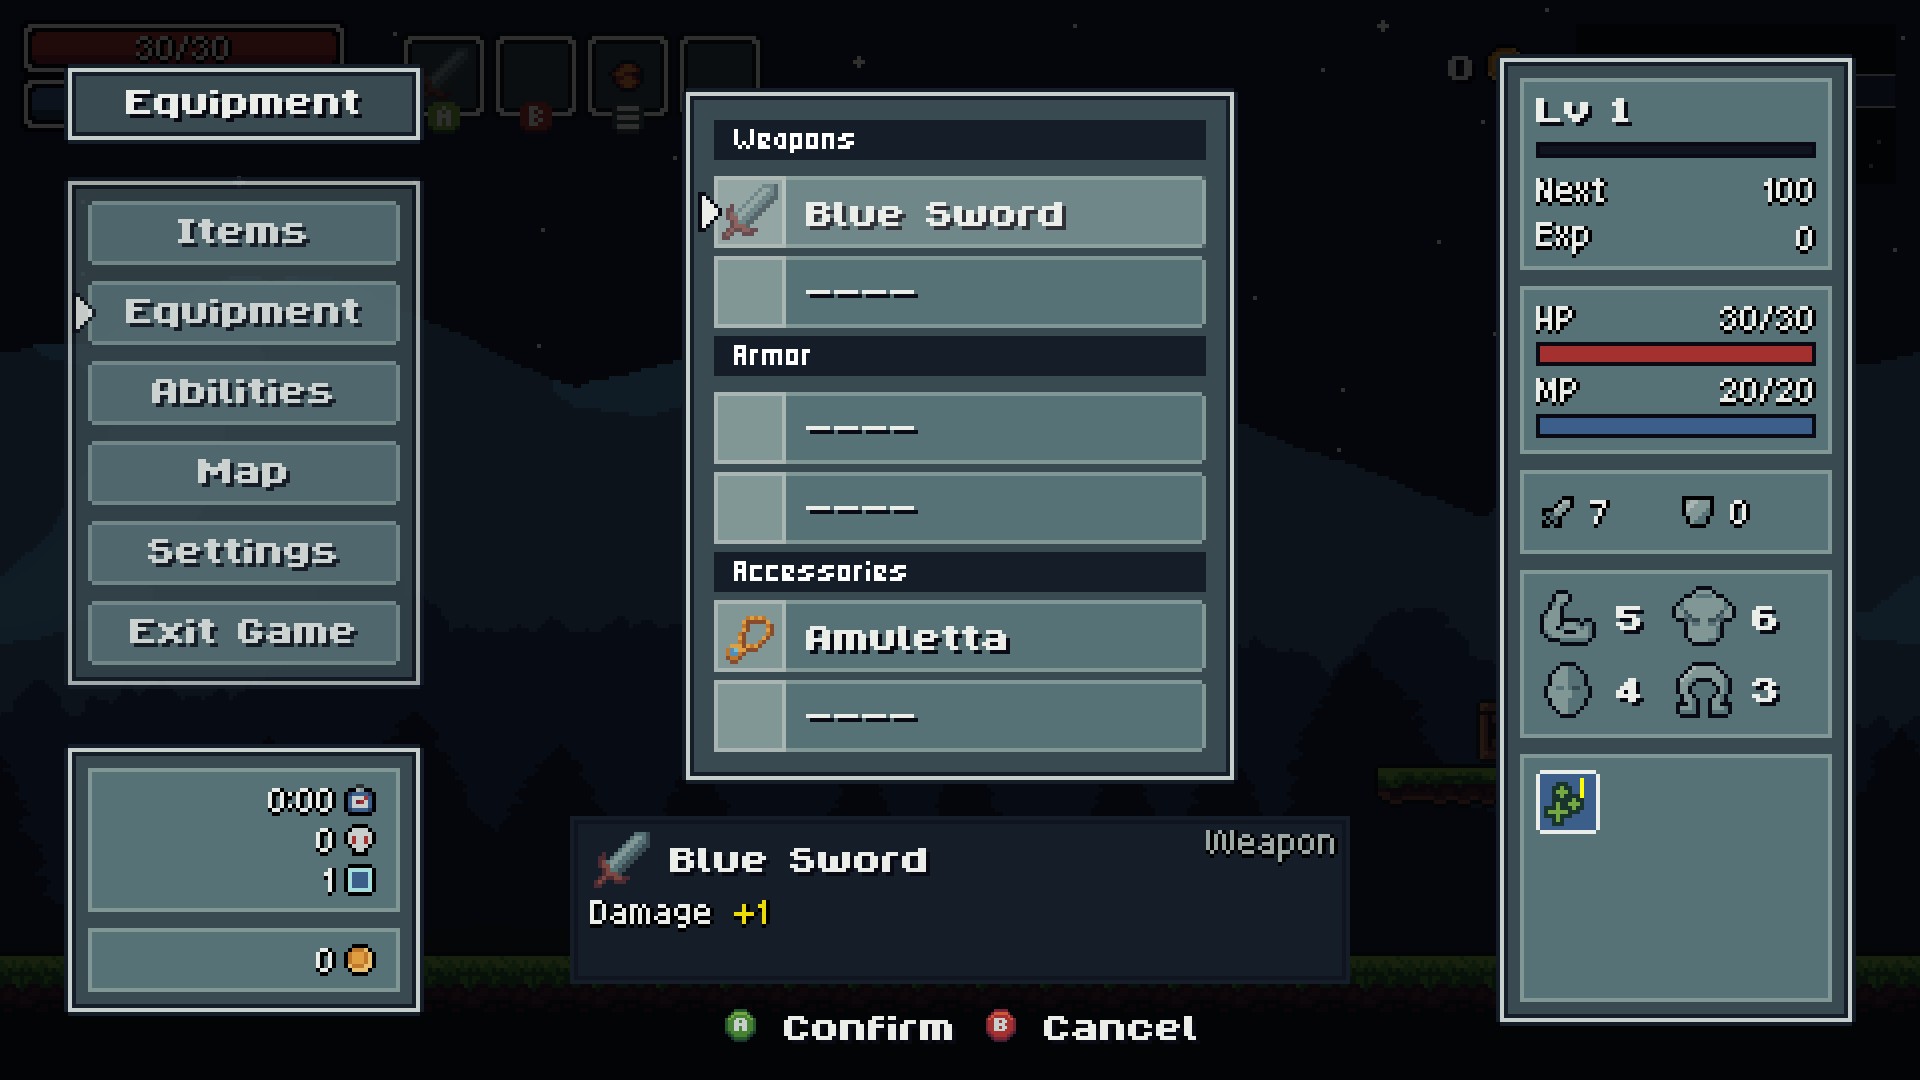 30/30
0
A
B
Equipment
Items
Equipment
Abilities
Map
Settings
Exit Game
0:00
0
1
0
Weapons
Blue Sword
----
Armor
----
----
Accessories
Amuletta
----
Blue Sword
Weapon
Damage +1
A Confirm B Cancel
Lv 1
Next 100
Exp 0
HP 30/30
MP 20/20
7 0
5 6
4 3